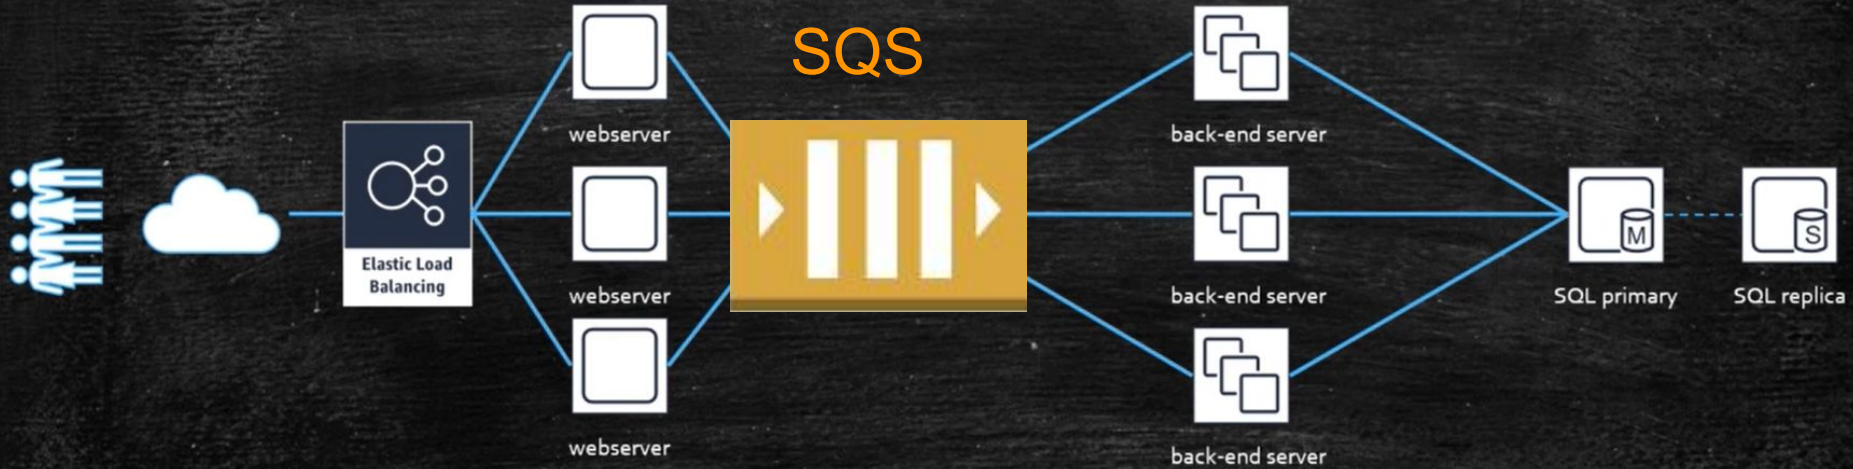 SQS
Elastic Load
Balancing
webserver
webserver
webserver
back-end server
back-end server
back-end server
M
SQL primary
S
SQL replica